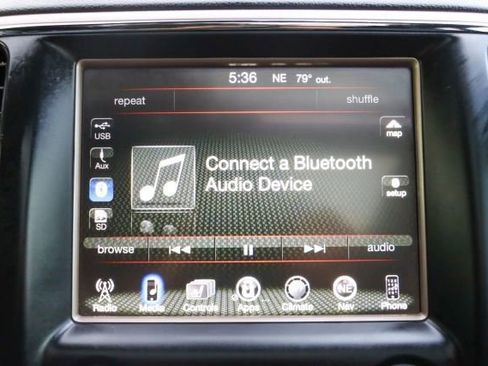 5:36 NE 79° out.
repeat shuffle
USB
map
Aux
Connect a Bluetooth
Audio Device
setup
SD
browse audio
NE
Radio Media Controls Apps Climate Nav Phone